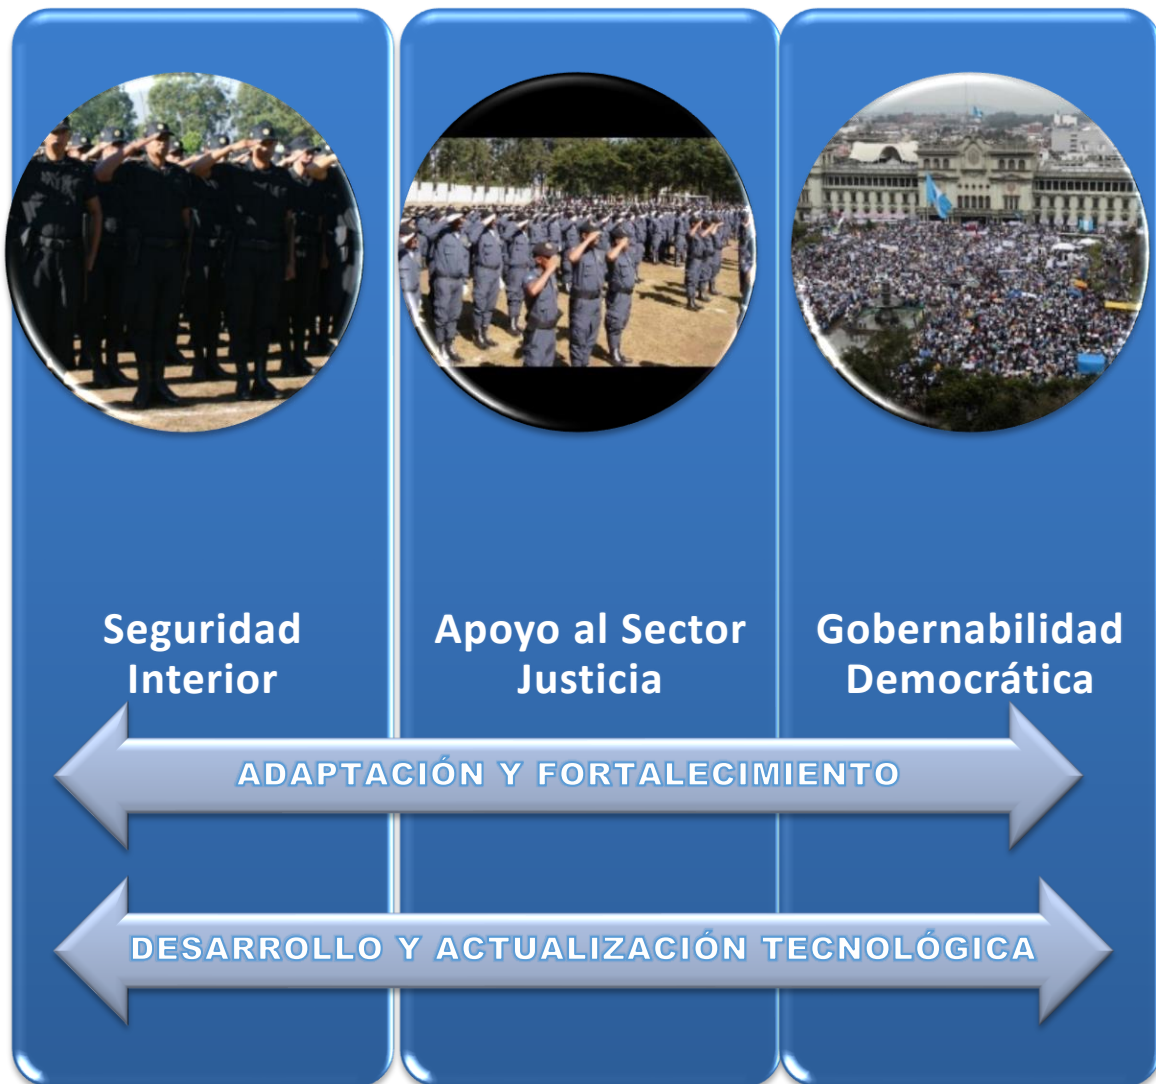 Seguridad
Interior
Apoyo al Sector
Justicia
Gobernabilidad
Democrática
ADAPTACIÓN Y FORTALECIMIENTO
DESARROLLO Y ACTUALIZACIÓN TECNOLÓGICA